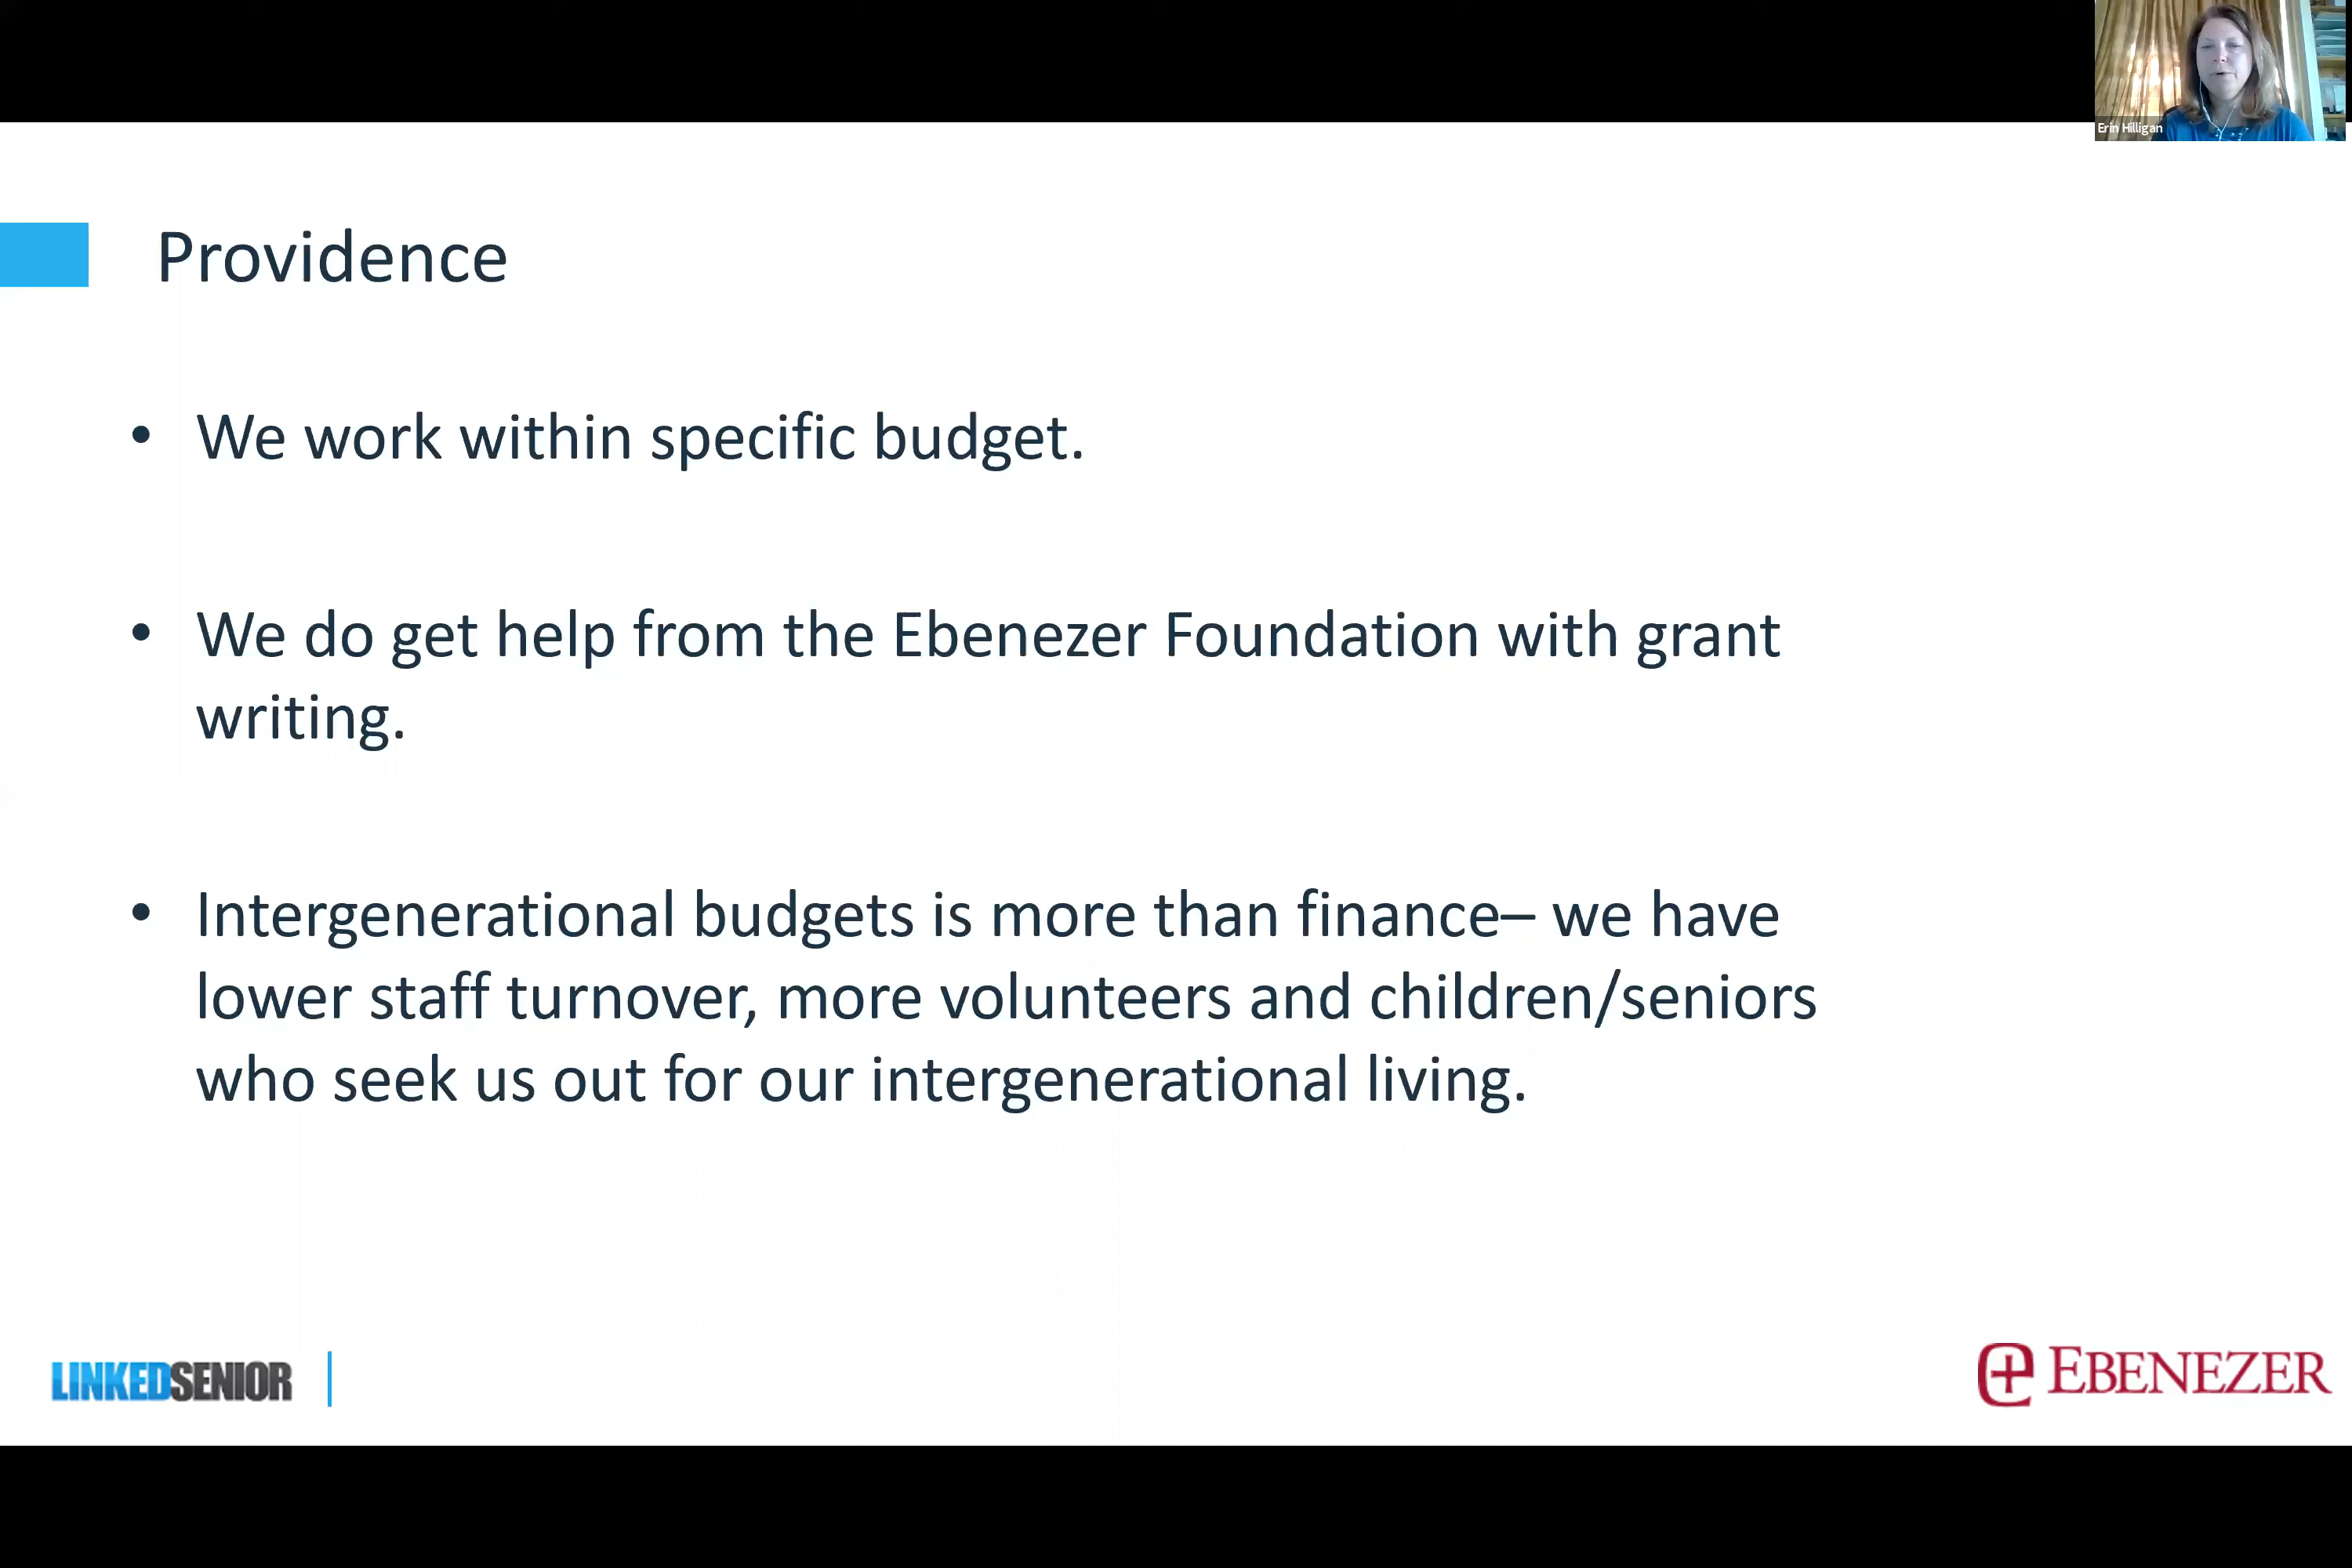 Erin Hilligan
Providence
• We work within specific budget.
• We do get help from the Ebenezer Foundation with grant
writing.
• Intergenerational budgets is more than finance– we have
lower staff turnover, more volunteers and children/seniors
who seek us out for our intergenerational living.
LINKEDSENIOR
EBENEZER